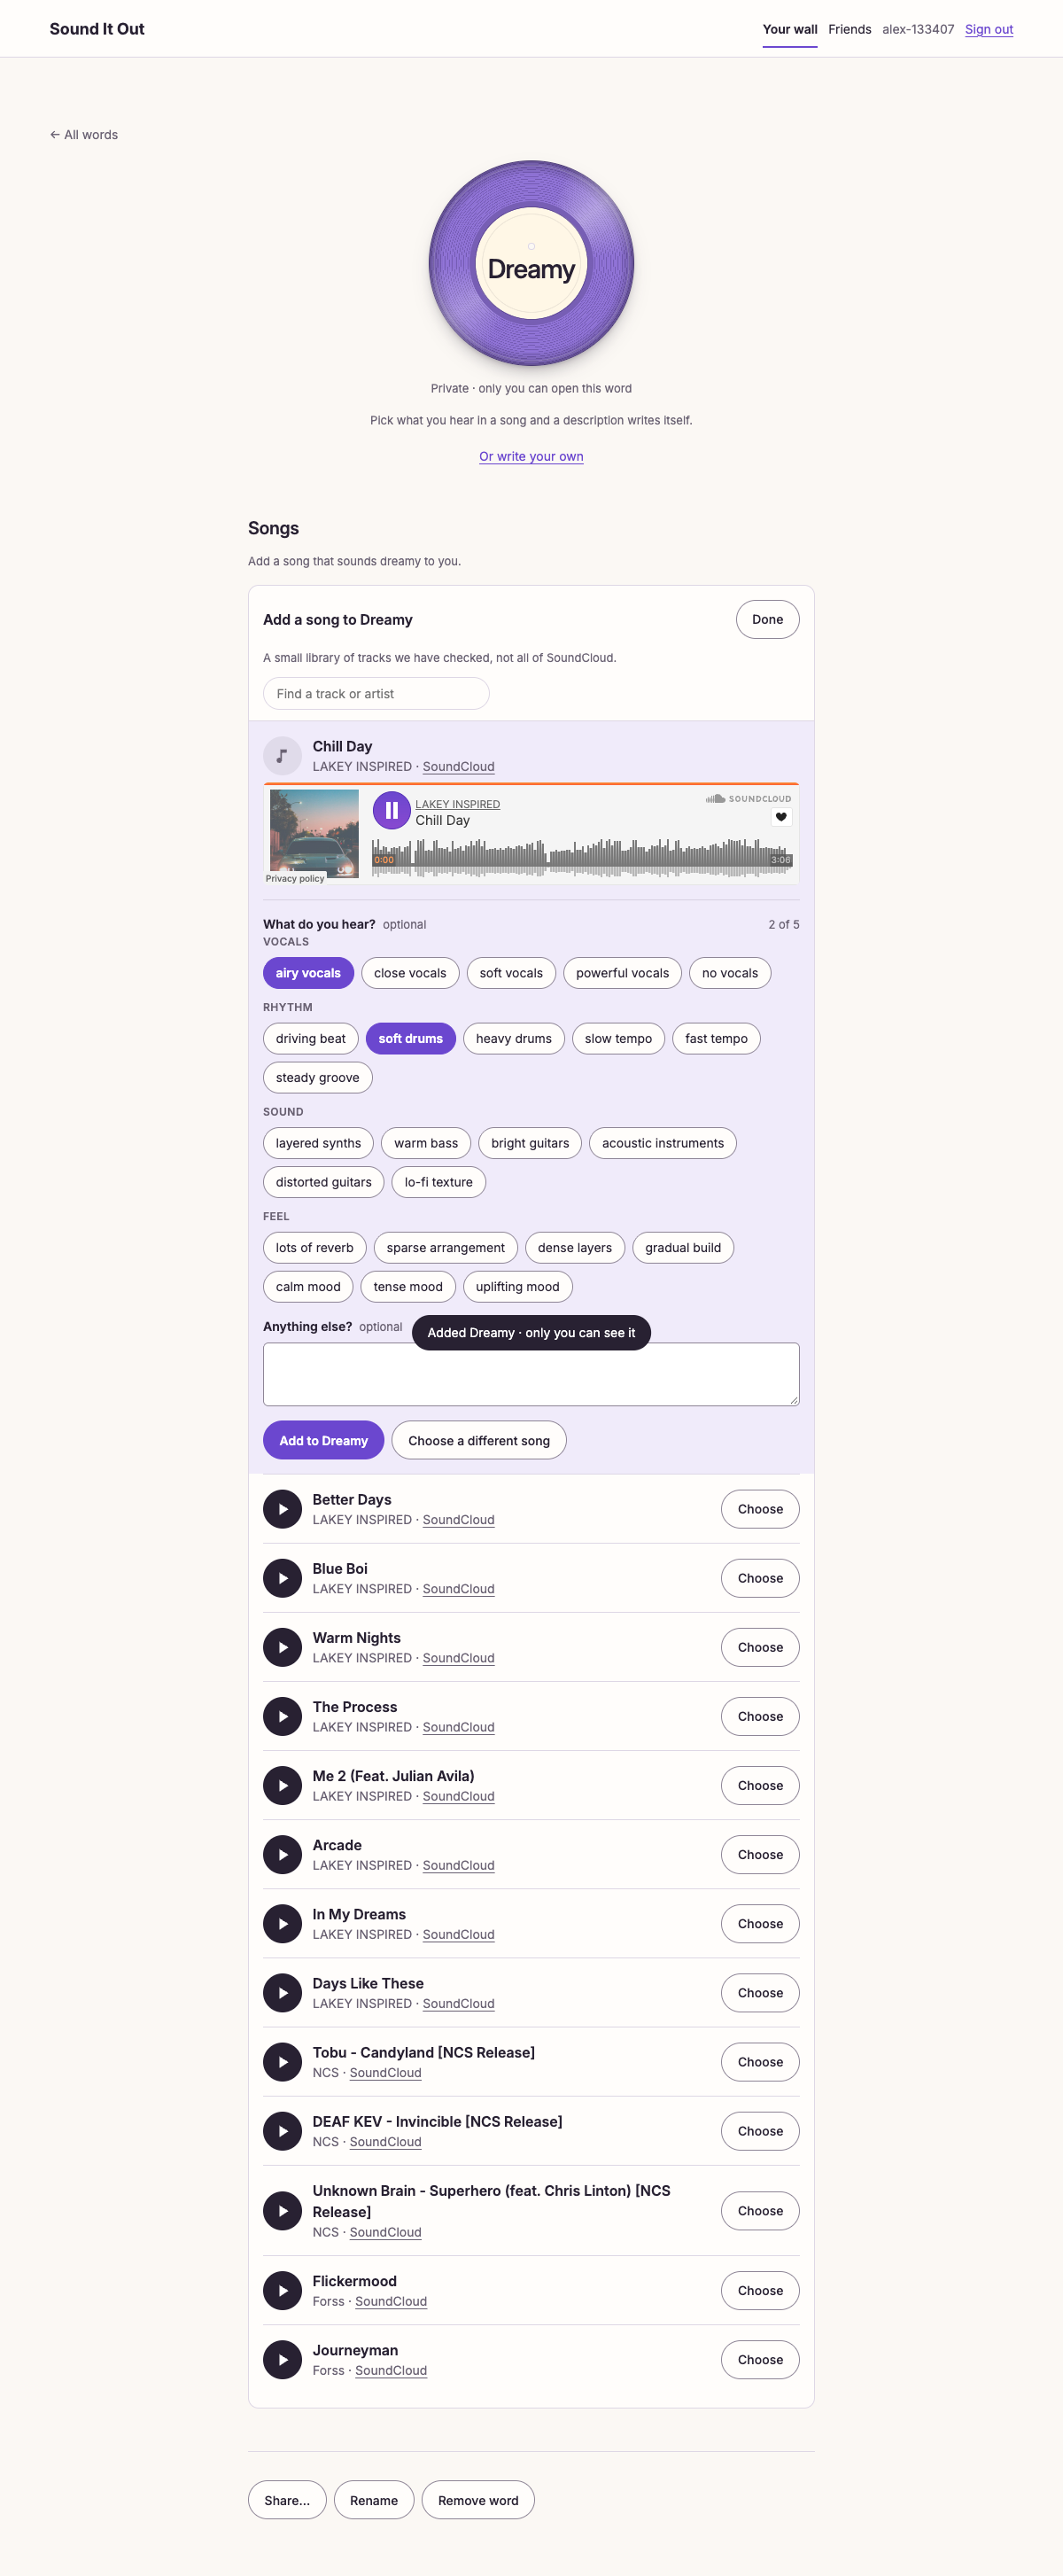 Sound It Out
Your wall Friends alex-133407 Sign out
← All words
Dreamy
Private · only you can open this word
Pick what you hear in a song and a description writes itself.
Or write your own
Songs
Add a song that sounds dreamy to you.
Add a song to Dreamy
Done
A small library of tracks we have checked, not all of SoundCloud.
Find a track or artist
Chill Day
LAKEY INSPIRED · SoundCloud
LAKEY INSPIRED
SOUNDCLOUD
Chill Day
0:00
3:06
Privacy policy
What do you hear? optional
2 of 5
VOCALS
airy vocals close vocals soft vocals powerful vocals no vocals
RHYTHM
driving beat soft drums heavy drums slow tempo fast tempo
steady groove
SOUND
layered synths warm bass bright guitars acoustic instruments
distorted guitars lo-fi texture
FEEL
lots of reverb sparse arrangement dense layers gradual build
calm mood tense mood uplifting mood
Anything else? optional
Added Dreamy · only you can see it
Add to Dreamy Choose a different song
Better Days
LAKEY INSPIRED · SoundCloud
Choose
Blue Boi
LAKEY INSPIRED · SoundCloud
Choose
Warm Nights
LAKEY INSPIRED · SoundCloud
Choose
The Process
LAKEY INSPIRED · SoundCloud
Choose
Me 2 (Feat. Julian Avila)
LAKEY INSPIRED · SoundCloud
Choose
Arcade
LAKEY INSPIRED · SoundCloud
Choose
In My Dreams
LAKEY INSPIRED · SoundCloud
Choose
Days Like These
LAKEY INSPIRED · SoundCloud
Choose
Tobu - Candyland [NCS Release]
NCS · SoundCloud
Choose
DEAF KEV - Invincible [NCS Release]
NCS · SoundCloud
Choose
Unknown Brain - Superhero (feat. Chris Linton) [NCS
Release]
NCS · SoundCloud
Choose
Flickermood
Forss · SoundCloud
Choose
Journeyman
Forss · SoundCloud
Choose
Share... Rename Remove word